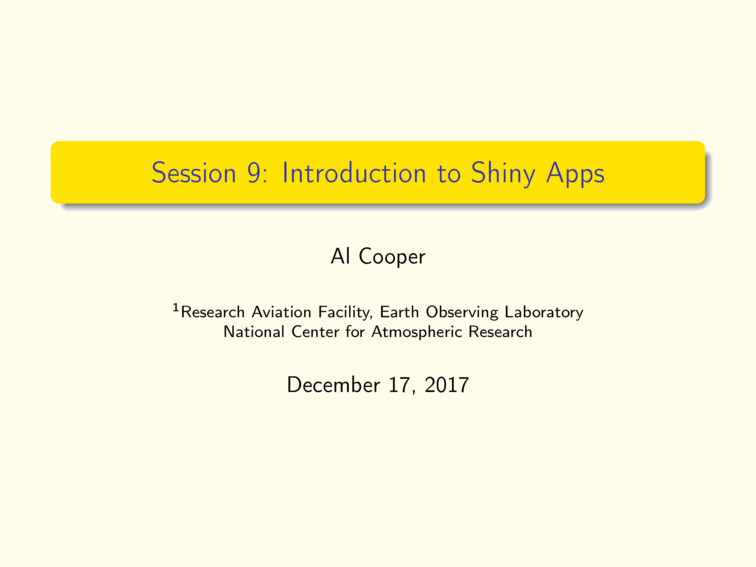 Session 9: Introduction to Shiny Apps
Al Cooper
¹Research Aviation Facility, Earth Observing Laboratory
National Center for Atmospheric Research
December 17, 2017